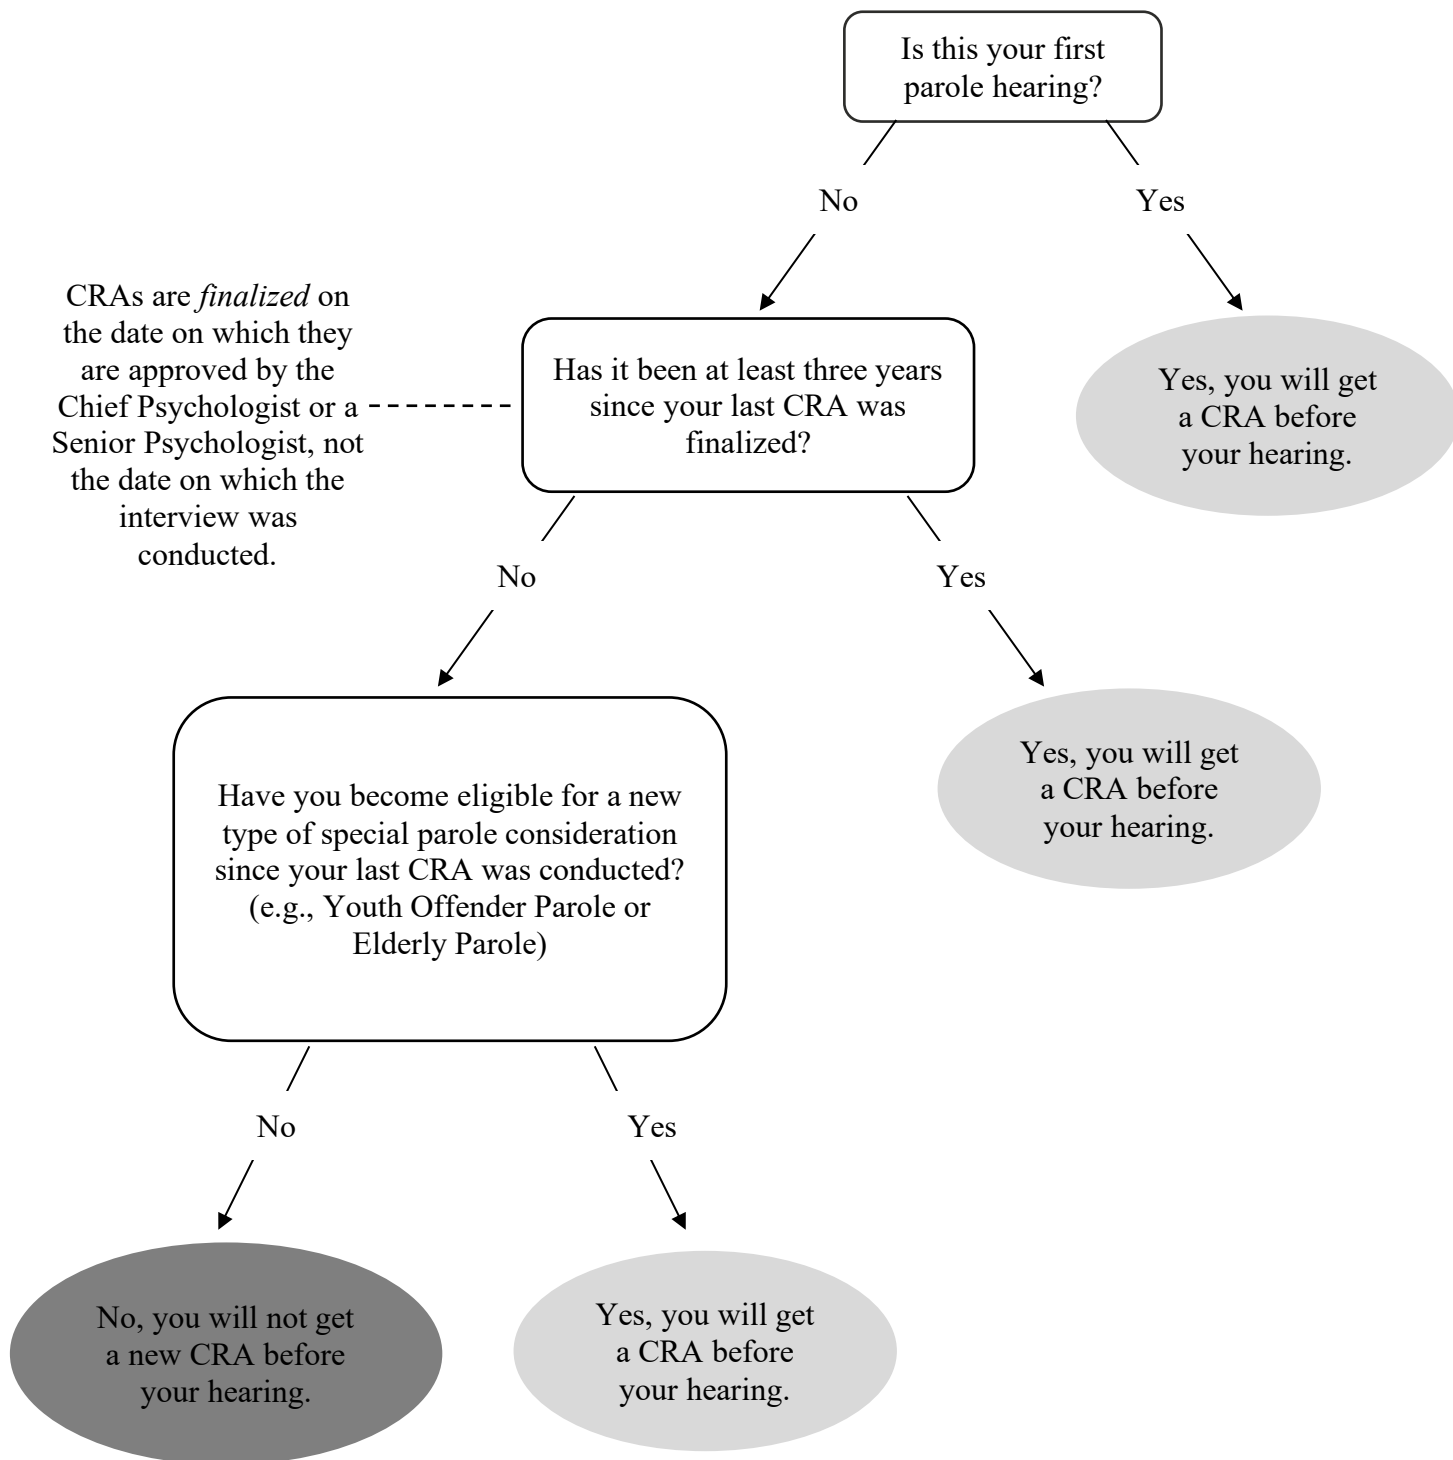 Is this your first
parole hearing?
No
Yes
CRAs are finalized on
the date on which they
are approved by the
Chief Psychologist or a
Senior Psychologist, not
the date on which the
interview was
conducted.
Has it been at least three years
since your last CRA was
finalized?
Yes, you will get
a CRA before
your hearing.
No
Yes
Have you become eligible for a new
type of special parole consideration
since your last CRA was conducted?
(e.g., Youth Offender Parole or
Elderly Parole)
Yes, you will get
a CRA before
your hearing.
No
Yes
No, you will not get
a new CRA before
your hearing.
Yes, you will get
a CRA before
your hearing.